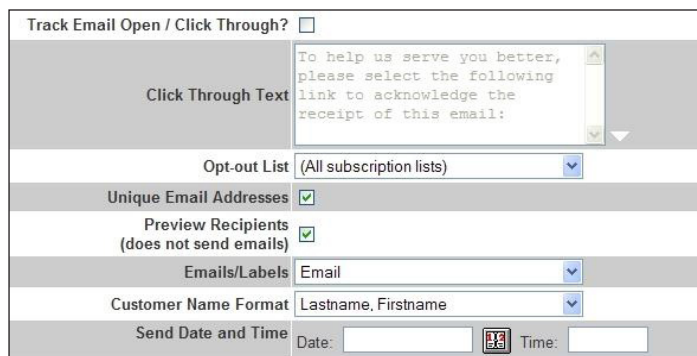 Track Email Open / Click Through?
Click Through Text
To help us serve you better,
please select the following
link to acknowledge the
receipt of this email:
Opt-out List (All subscription lists)
Unique Email Addresses
Preview Recipients
(does not send emails)
Emails/Labels Email
Customer Name Format Lastname, Firstname
Send Date and Time Date: Time: